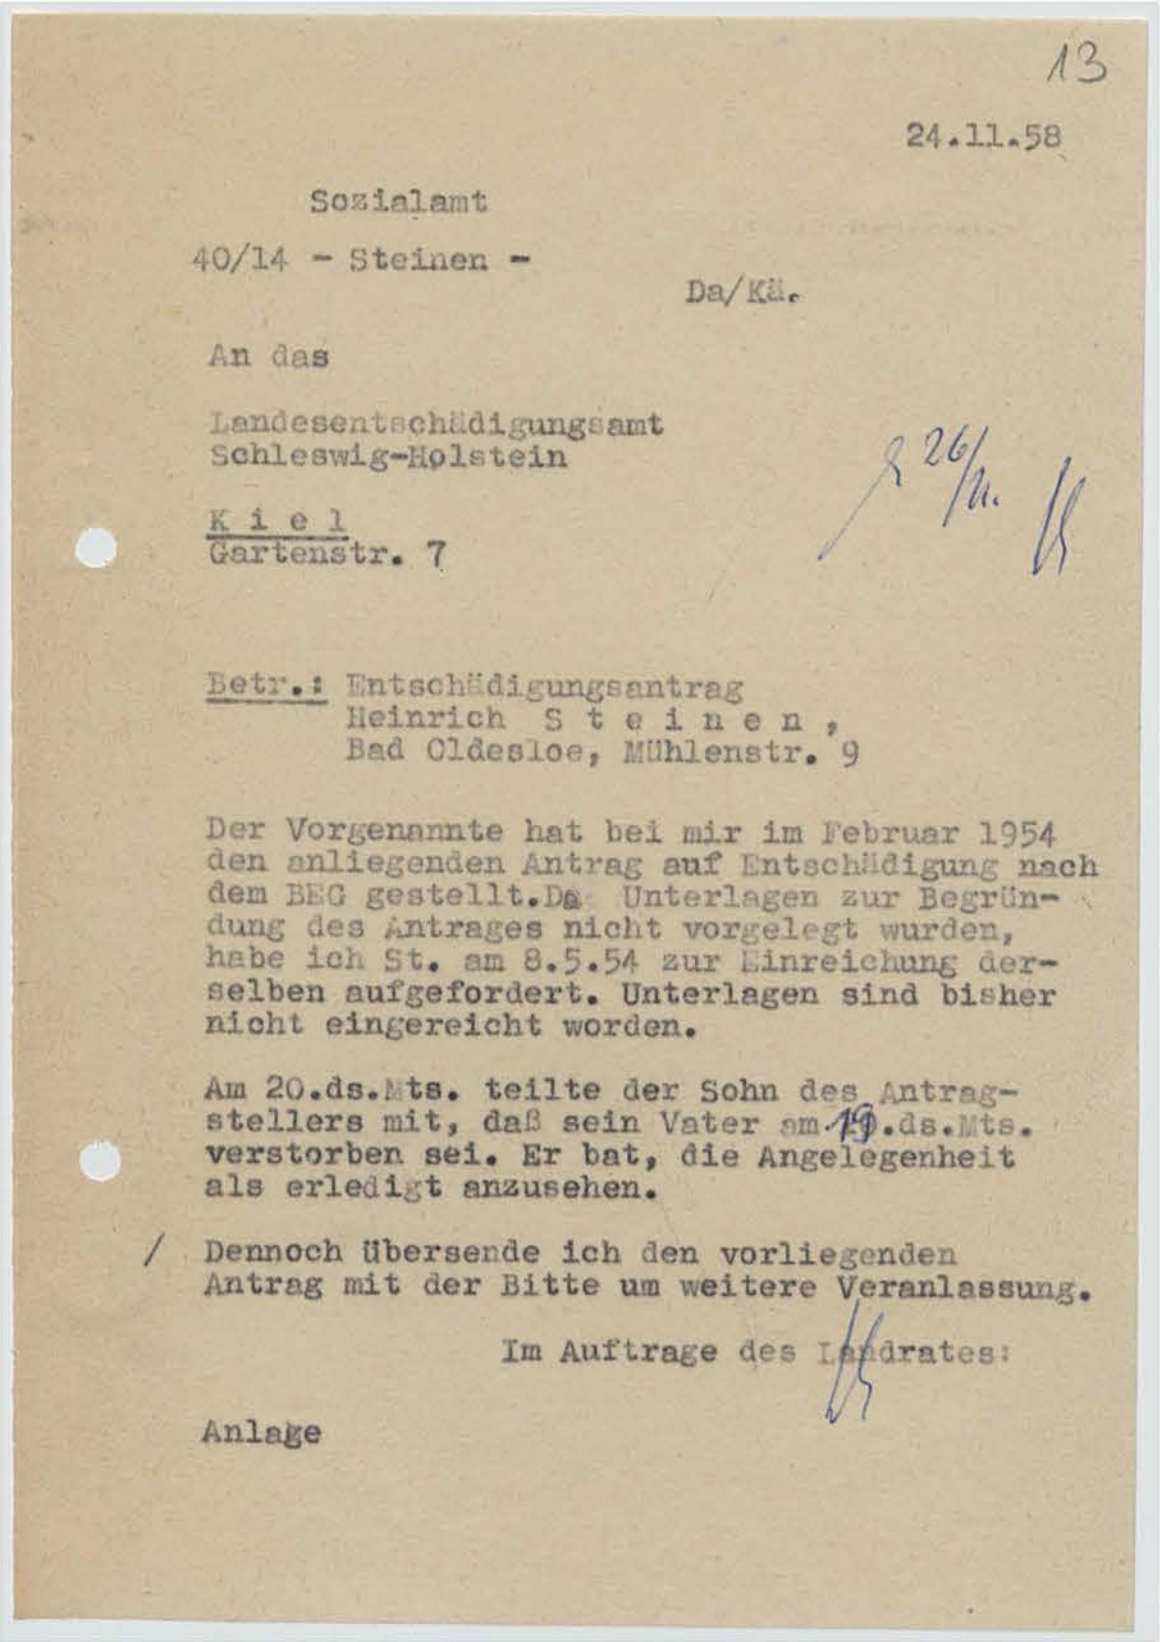 13
24.11.58
Sozialamt
40/14 - Steinen -
Da/Kä.
An das
Landesentschädigungsamt
Schleswig-Holstein
26/11.
K i e l
Gartenstr. 7
Betr.: Entschädigungsantrag
Heinrich S t e i n e n ,
Bad Oldesloe, Mühlenstr. 9
Der Vorgenannte hat bei mir im Februar 1954
den anliegenden Antrag auf Entschädigung nach
dem BEG gestellt.Da Unterlagen zur Begrün-
dung des Antrages nicht vorgelegt wurden,
habe ich St. am 8.5.54 zur Einreichung der-
selben aufgefordert. Unterlagen sind bisher
nicht eingereicht worden.
Am 20.ds.Mts. teilte der Sohn des Antrag-
stellers mit, daß sein Vater am 19.ds.Mts.
verstorben sei. Er bat, die Angelegenheit
als erledigt anzusehen.
/ Dennoch übersende ich den vorliegenden
Antrag mit der Bitte um weitere Veranlassung.
Im Auftrage des Landrates:
Anlage